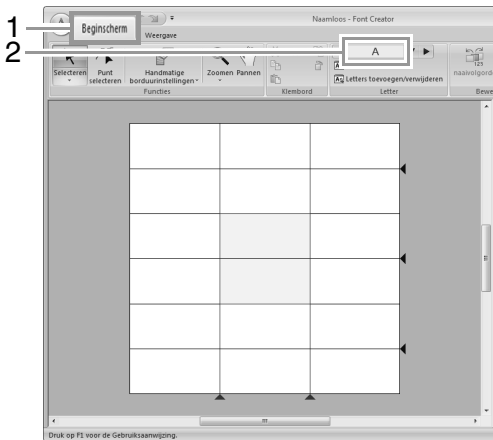 1
Beginscherm
Naamloos - Font Creator
Weergave
2
A
Selecteren
Punt selecteren
Handmatige borduurinstellingen
Zoomen Pannen
Letters toevoegen/verwijderen
123
Functies
Klembord
Letter
Druk op F1 voor de Gebruiksaanwijzing.